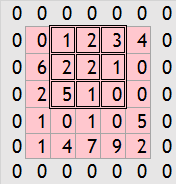 0 0 0 0 0 0 0
0 0 1 2 3 4 0
0 6 2 2 1 0 0
0 2 5 1 0 0 0
0 1 0 1 0 5 0
0 1 4 7 9 2 0
0 0 0 0 0 0 0